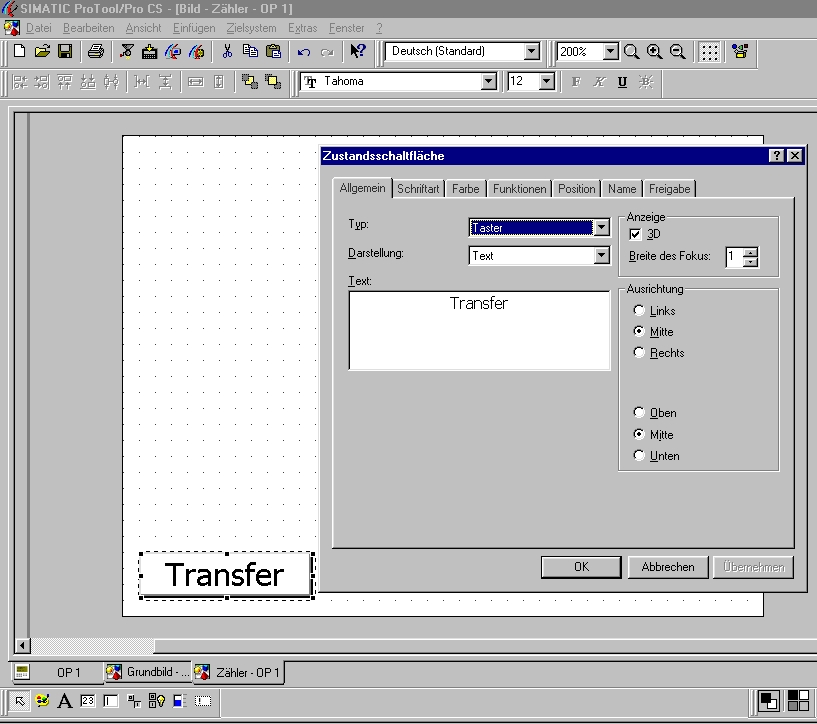 SIMATIC ProTool/Pro CS - [Bild - Zähler - OP 1]
Datei Bearbeiten Ansicht Einfügen Zielsystem Extras Fenster ?
Deutsch (Standard) 200%
Tahoma 12 F K U
Zustandsschaltfläche
Allgemein Schriftart Farbe Funktionen Position Name Freigabe
Typ: Taster
Darstellung: Text
Text:
Transfer
Anzeige
3D
Breite des Fokus: 1
Ausrichtung
Links
Mitte
Rechts
Oben
Mitte
Unten
OK Abbrechen Übernehmen
Transfer
OP 1 Grundbild - ... Zähler - OP 1
A 23